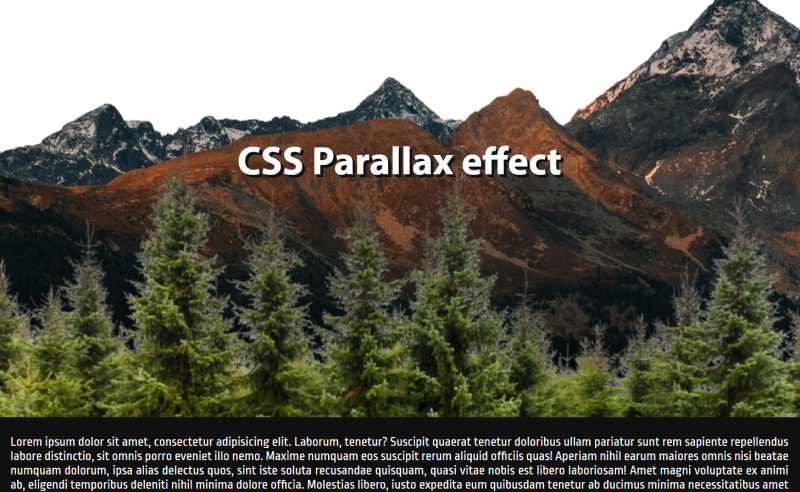 CSS Parallax effect
Lorem ipsum dolor sit amet, consectetur adipisicing elit. Laborum, tenetur? Suscipit quaerat tenetur doloribus ullam pariatur sunt rem sapiente repellendus
labore distinctio, sit omnis porro eveniet illo nemo. Maxime numquam eos suscipit rerum aliquid officiis quas! Aperiam nihil earum maiores omnis nisi beatae
numquam dolorum, ipsa alias delectus quos, sint iste soluta recusandae quisquam, quasi vitae nobis est libero laboriosam! Amet magni voluptate ex animi
ab, eligendi temporibus deleniti nihil minima dolore officia. Molestias libero, iusto expedita eum quibusdam tenetur ab ducimus minima necessitatibus amet